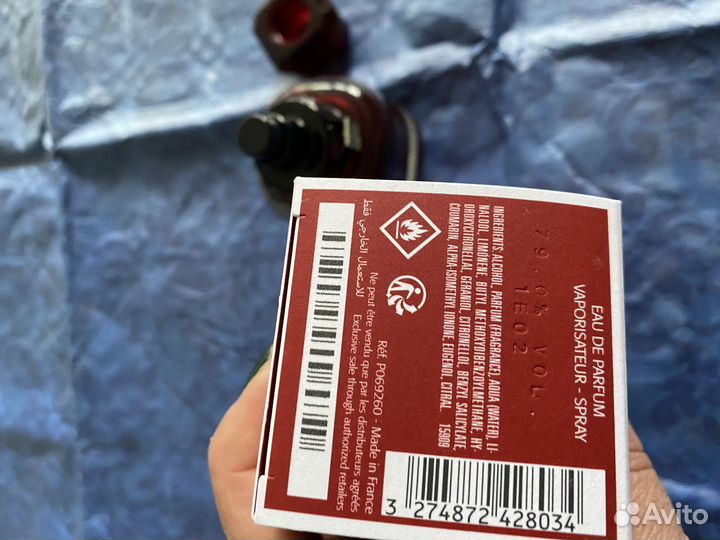 EAU DE PARFUM
VAPORISATEUR - SPRAY
79.0% VOL.
1E02
INGREDIENTS ALCOHOL, PARFUM (FRAGRANCE), AQUA (WATER), LI-
NALOOL, LIMONENE, BUTYL METHOXYDIBENZOYLMETHANE, HY-
DROXYCITRONELLAL, GERANIOL, CITRONELLOL, BENZYL SALICYLATE,
COUMARIN, ALPHA-ISOMETHYL IONONE, EUGENOL, CITRAL. 15909
Réf. P069260 - Made in France
Ne peut être vendu que par les distributeurs agréés
Exclusive sale through authorized retailers
للاستعمال الخارجي فقط
3 274872 428034
Avito